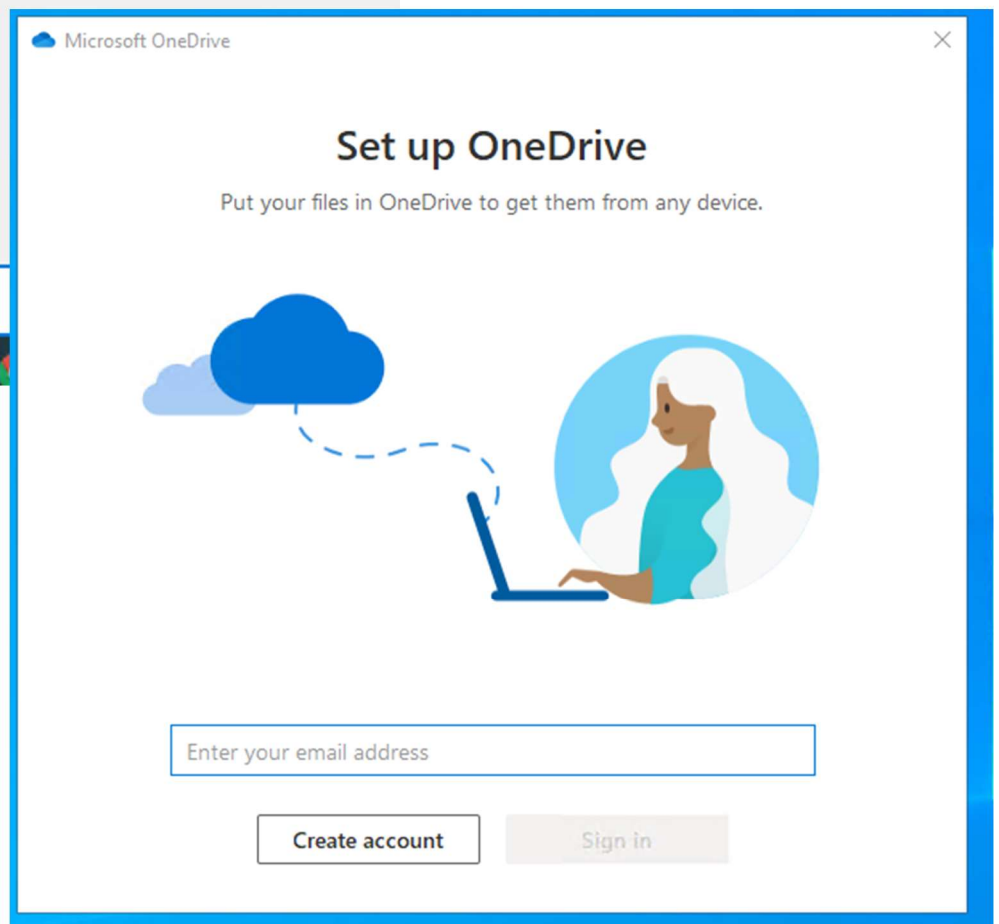 Microsoft OneDrive
Set up OneDrive
Put your files in OneDrive to get them from any device.
Enter your email address
Create account
Sign in